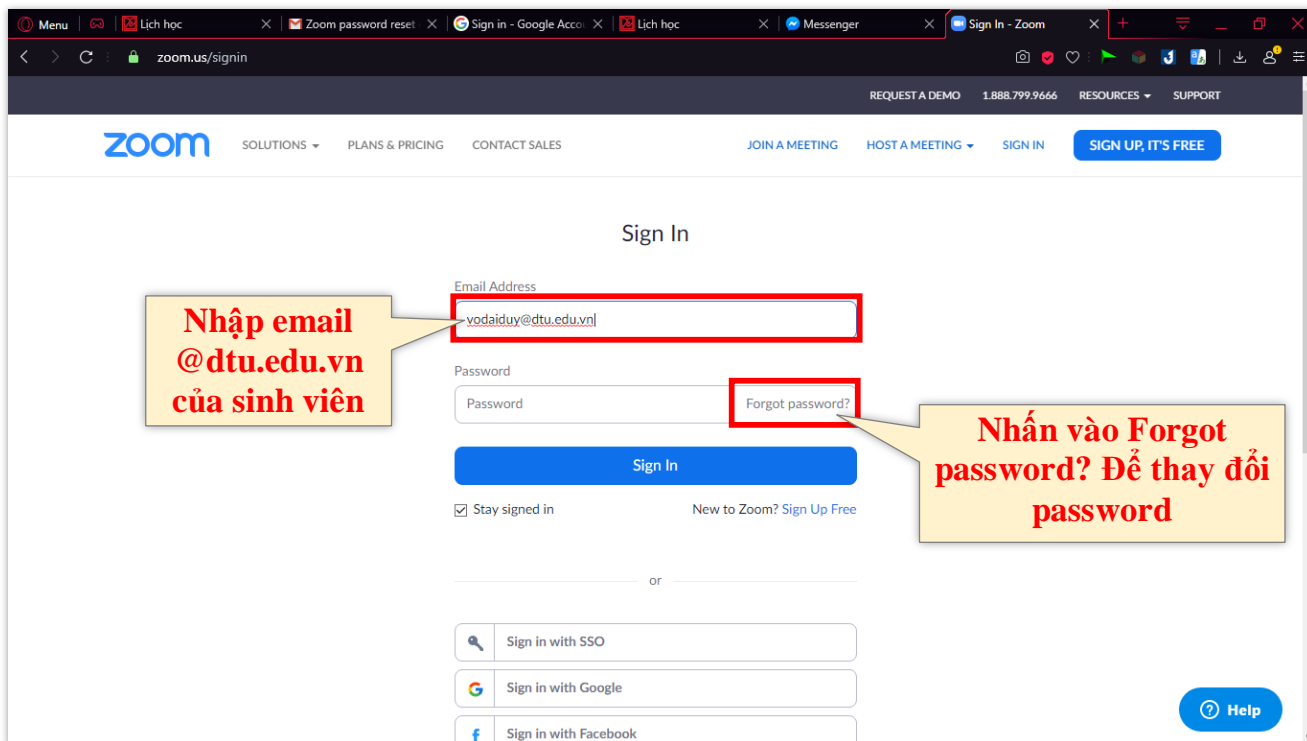 Menu
Lịch học
Zoom password reset
Sign in - Google Accou
Lịch học
Messenger
Sign In - Zoom
zoom.us/signin
REQUEST A DEMO 1.888.799.9666 RESOURCES SUPPORT
zoom SOLUTIONS PLANS & PRICING CONTACT SALES JOIN A MEETING HOST A MEETING SIGN IN SIGN UP, IT'S FREE
Sign In
Email Address
vodaiduy@dtu.edu.vn
Nhập email
@dtu.edu.vn
của sinh viên
Password
Password Forgot password?
Nhấn vào Forgot
password? Để thay đổi
password
Sign In
Stay signed in New to Zoom? Sign Up Free
or
Sign in with SSO
Sign in with Google
Sign in with Facebook
Help